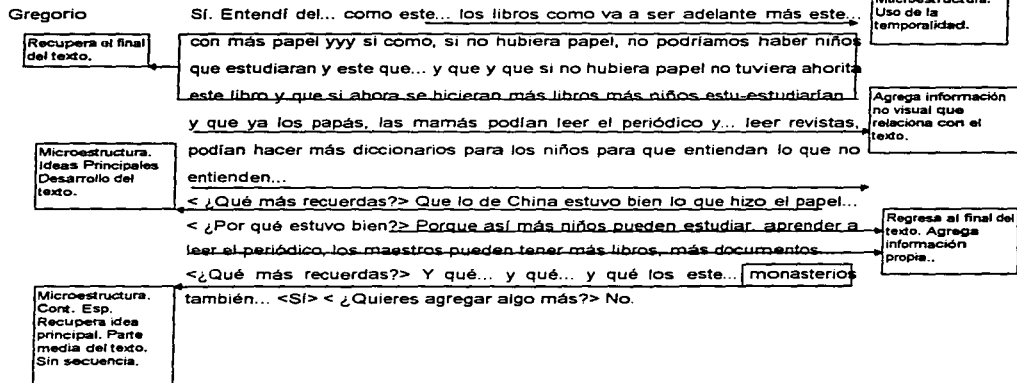 Microestructura.
Uso de la
temporalidad.
Gregorio
Sí. Entendí del... como este... los libros como va a ser adelante más este...
Recupera el final
del texto.
con más papel yyy si como, si no hubiera papel, no podríamos haber niños
que estudiaran y este que... y que y que si no hubiera papel no tuviera ahorita
este libro y que si ahora se hicieran más libros más niños estu-estudiarían
Agrega información
no visual que
relaciona con el
texto.
y que ya los papás, las mamás podían leer el periódico y... leer revistas,
podían hacer más diccionarios para los niños para que entiendan lo que no
entienden...
Microestructura.
Ideas Principales
Desarrollo del
texto.
< ¿Qué más recuerdas?> Que lo de China estuvo bien lo que hizo el papel...
< ¿Por qué estuvo bien?> Porque así más niños pueden estudiar, aprender a
leer el periódico, los maestros pueden tener más libros, más documentos
Regresa al final del
texto. Agrega
información
propia..
<¿Qué más recuerdas?> Y qué... y qué... y qué los este... monasterios
también... <Sí> < ¿Quieres agregar algo más?> No.
Microestructura.
Cont. Esp.
Recupera idea
principal. Parte
media del texto.
Sin secuencia.